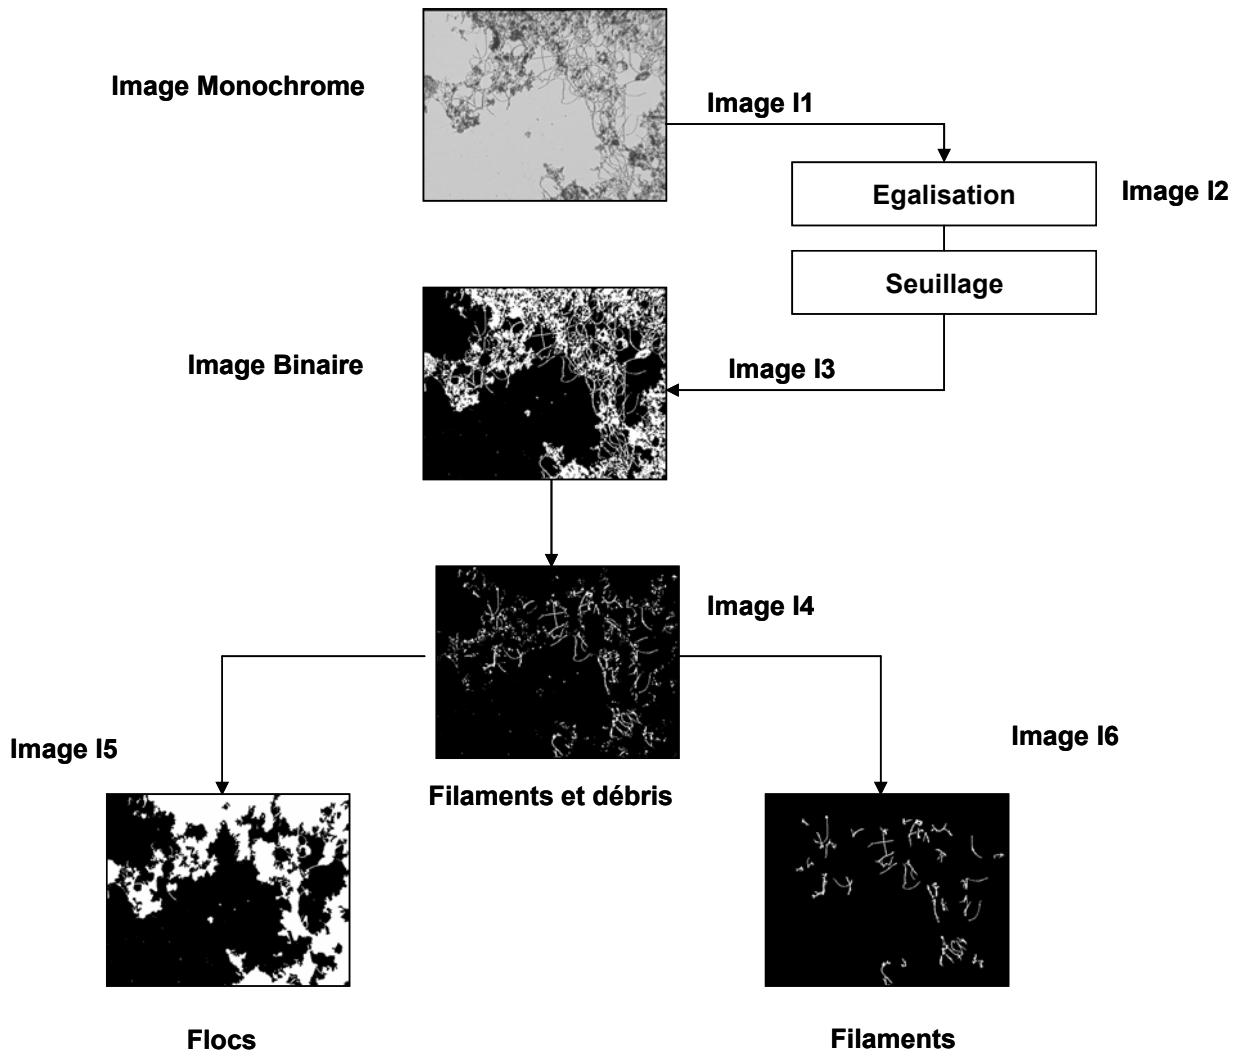 Image Monochrome
Image I1
Egalisation
Image I2
Seuillage
Image Binaire
Image I3
Image I4
Image I5
Image I6
Filaments et débris
Flocs
Filaments